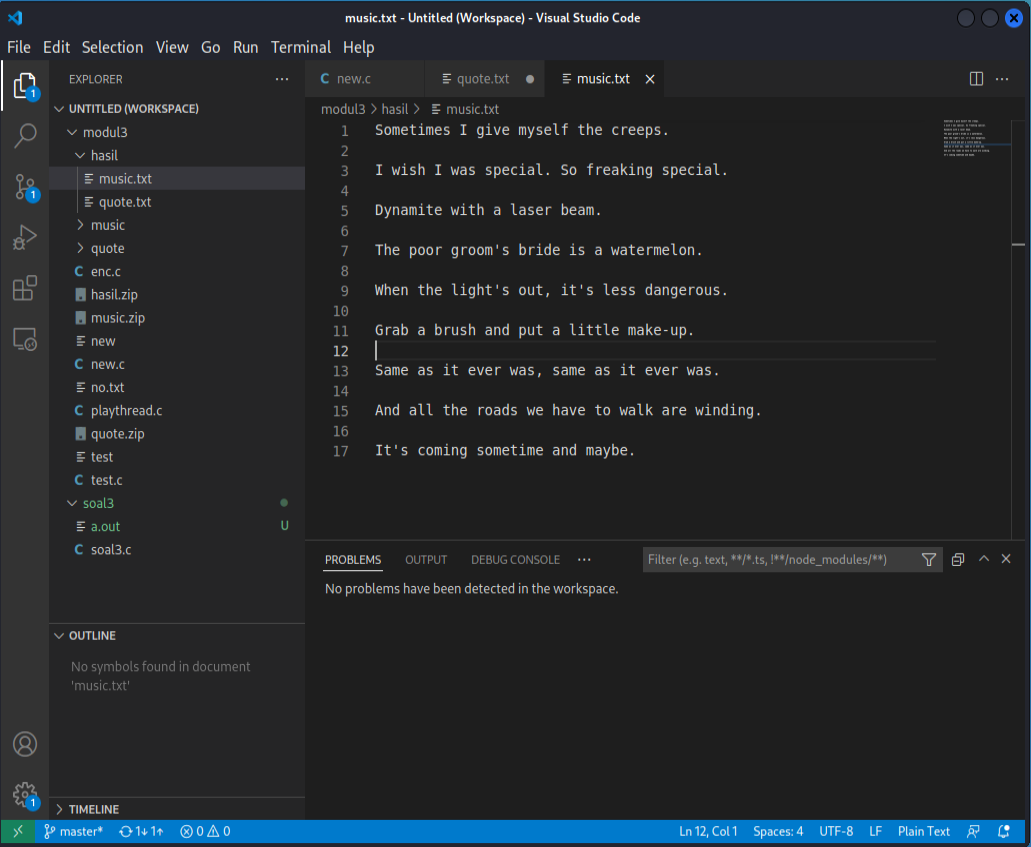 music.txt - Untitled (Workspace) - Visual Studio Code
File Edit Selection View Go Run Terminal Help
EXPLORER
UNTITLED (WORKSPACE)
modul3
hasil
music.txt
quote.txt
music
quote
enc.c
hasil.zip
music.zip
new
new.c
no.txt
playthread.c
quote.zip
test
test.c
soal3
a.out U
soal3.c
OUTLINE
No symbols found in document
'music.txt'
TIMELINE
1
1
1
new.c quote.txt music.txt
modul3 > hasil > music.txt
1 Sometimes I give myself the creeps.
2
3 I wish I was special. So freaking special.
4
5 Dynamite with a laser beam.
6
7 The poor groom's bride is a watermelon.
8
9 When the light's out, it's less dangerous.
10
11 Grab a brush and put a little make-up.
12
13 Same as it ever was, same as it ever was.
14
15 And all the roads we have to walk are winding.
16
17 It's coming sometime and maybe.
PROBLEMS OUTPUT DEBUG CONSOLE ··· Filter (e.g. text, **/*.ts, !**/node_modules/**)
No problems have been detected in the workspace.
master* 1↓ 1↑ 0 0 Ln 12, Col 1 Spaces: 4 UTF-8 LF Plain Text